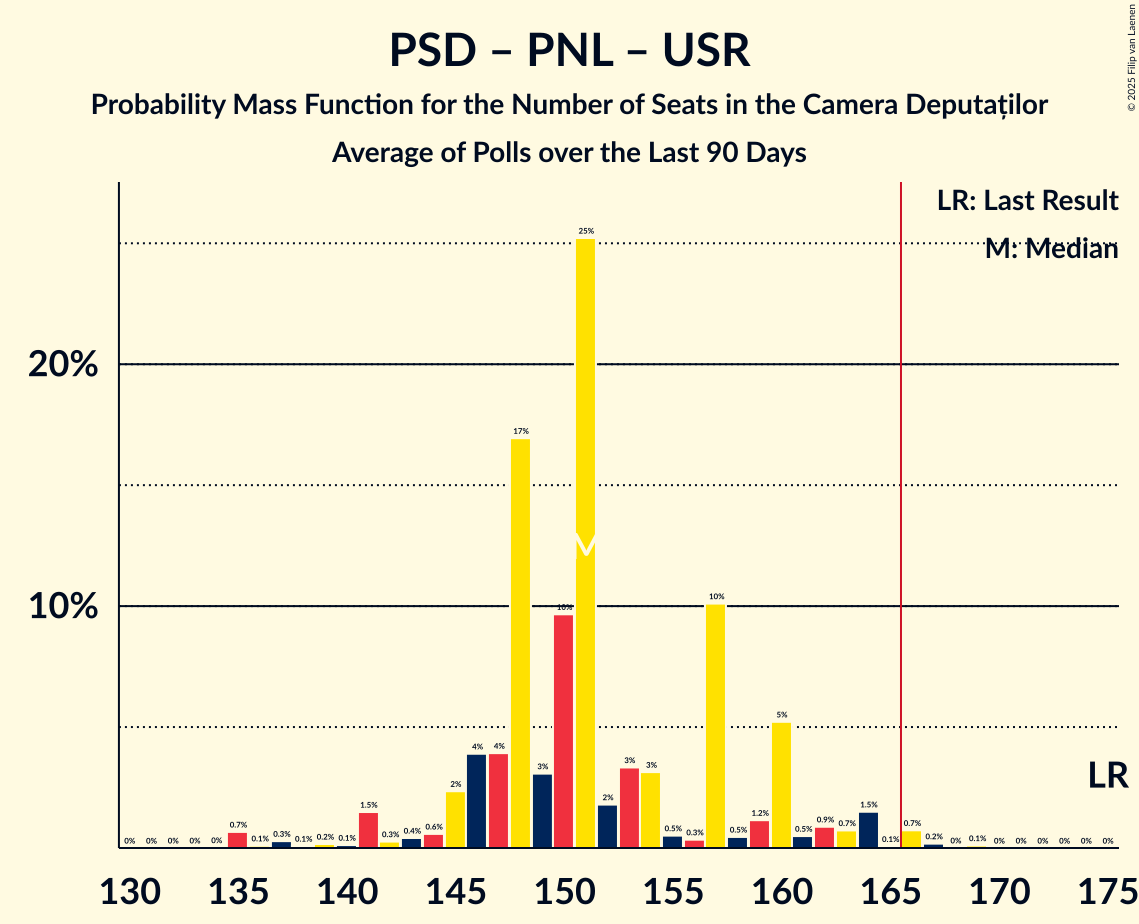 PSD – PNL – USR
Probability Mass Function for the Number of Seats in the Camera Deputaților
Average of Polls over the Last 90 Days
© 2025 Filip van Laenen
LR: Last Result
M: Median
20%
10%
0% 0% 0% 0% 0% 0.7% 0.1% 0.3% 0.1% 0.2% 0.1% 1.5% 0.3% 0.4% 0.6% 2% 4% 4% 17% 3% 10% 25% 2% 3% 3% 0.5% 0.3% 10% 0.5% 1.2% 5% 0.5% 0.9% 0.7% 1.5% 0.1% 0.7% 0.2% 0% 0.1% 0% 0% 0% 0% 0% 0%
M
LR
130 135 140 145 150 155 160 165 170 175